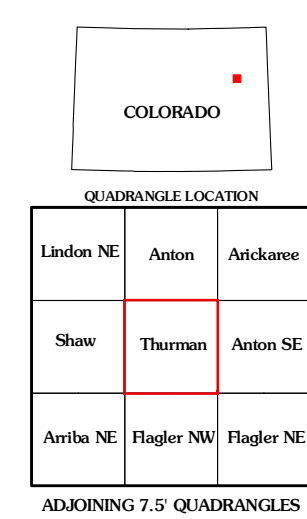 COLORADO
QUADRANGLE LOCATION
Lindon NE Anton Arickaree
Shaw Thurman Anton SE
Arriba NE Flagler NW Flagler NE
ADJOINING 7.5' QUADRANGLES